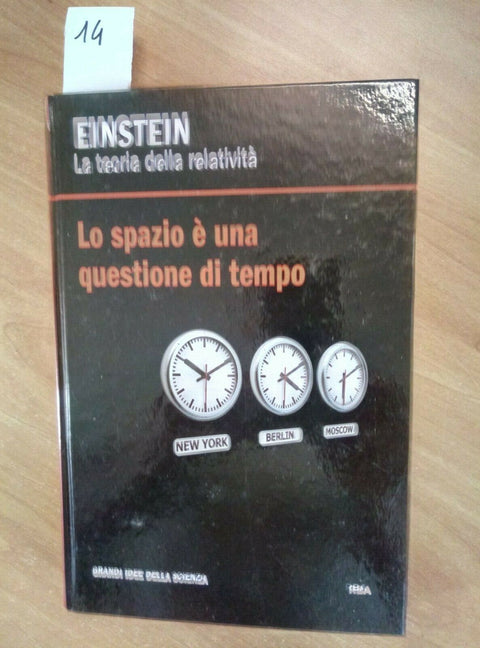 14
EINSTEIN
La teoria della relatività
Lo spazio è una
questione di tempo
NEW YORK
BERLIN
MOSCOW
GRANDI IDEE DELLA SCIENZA
RBA